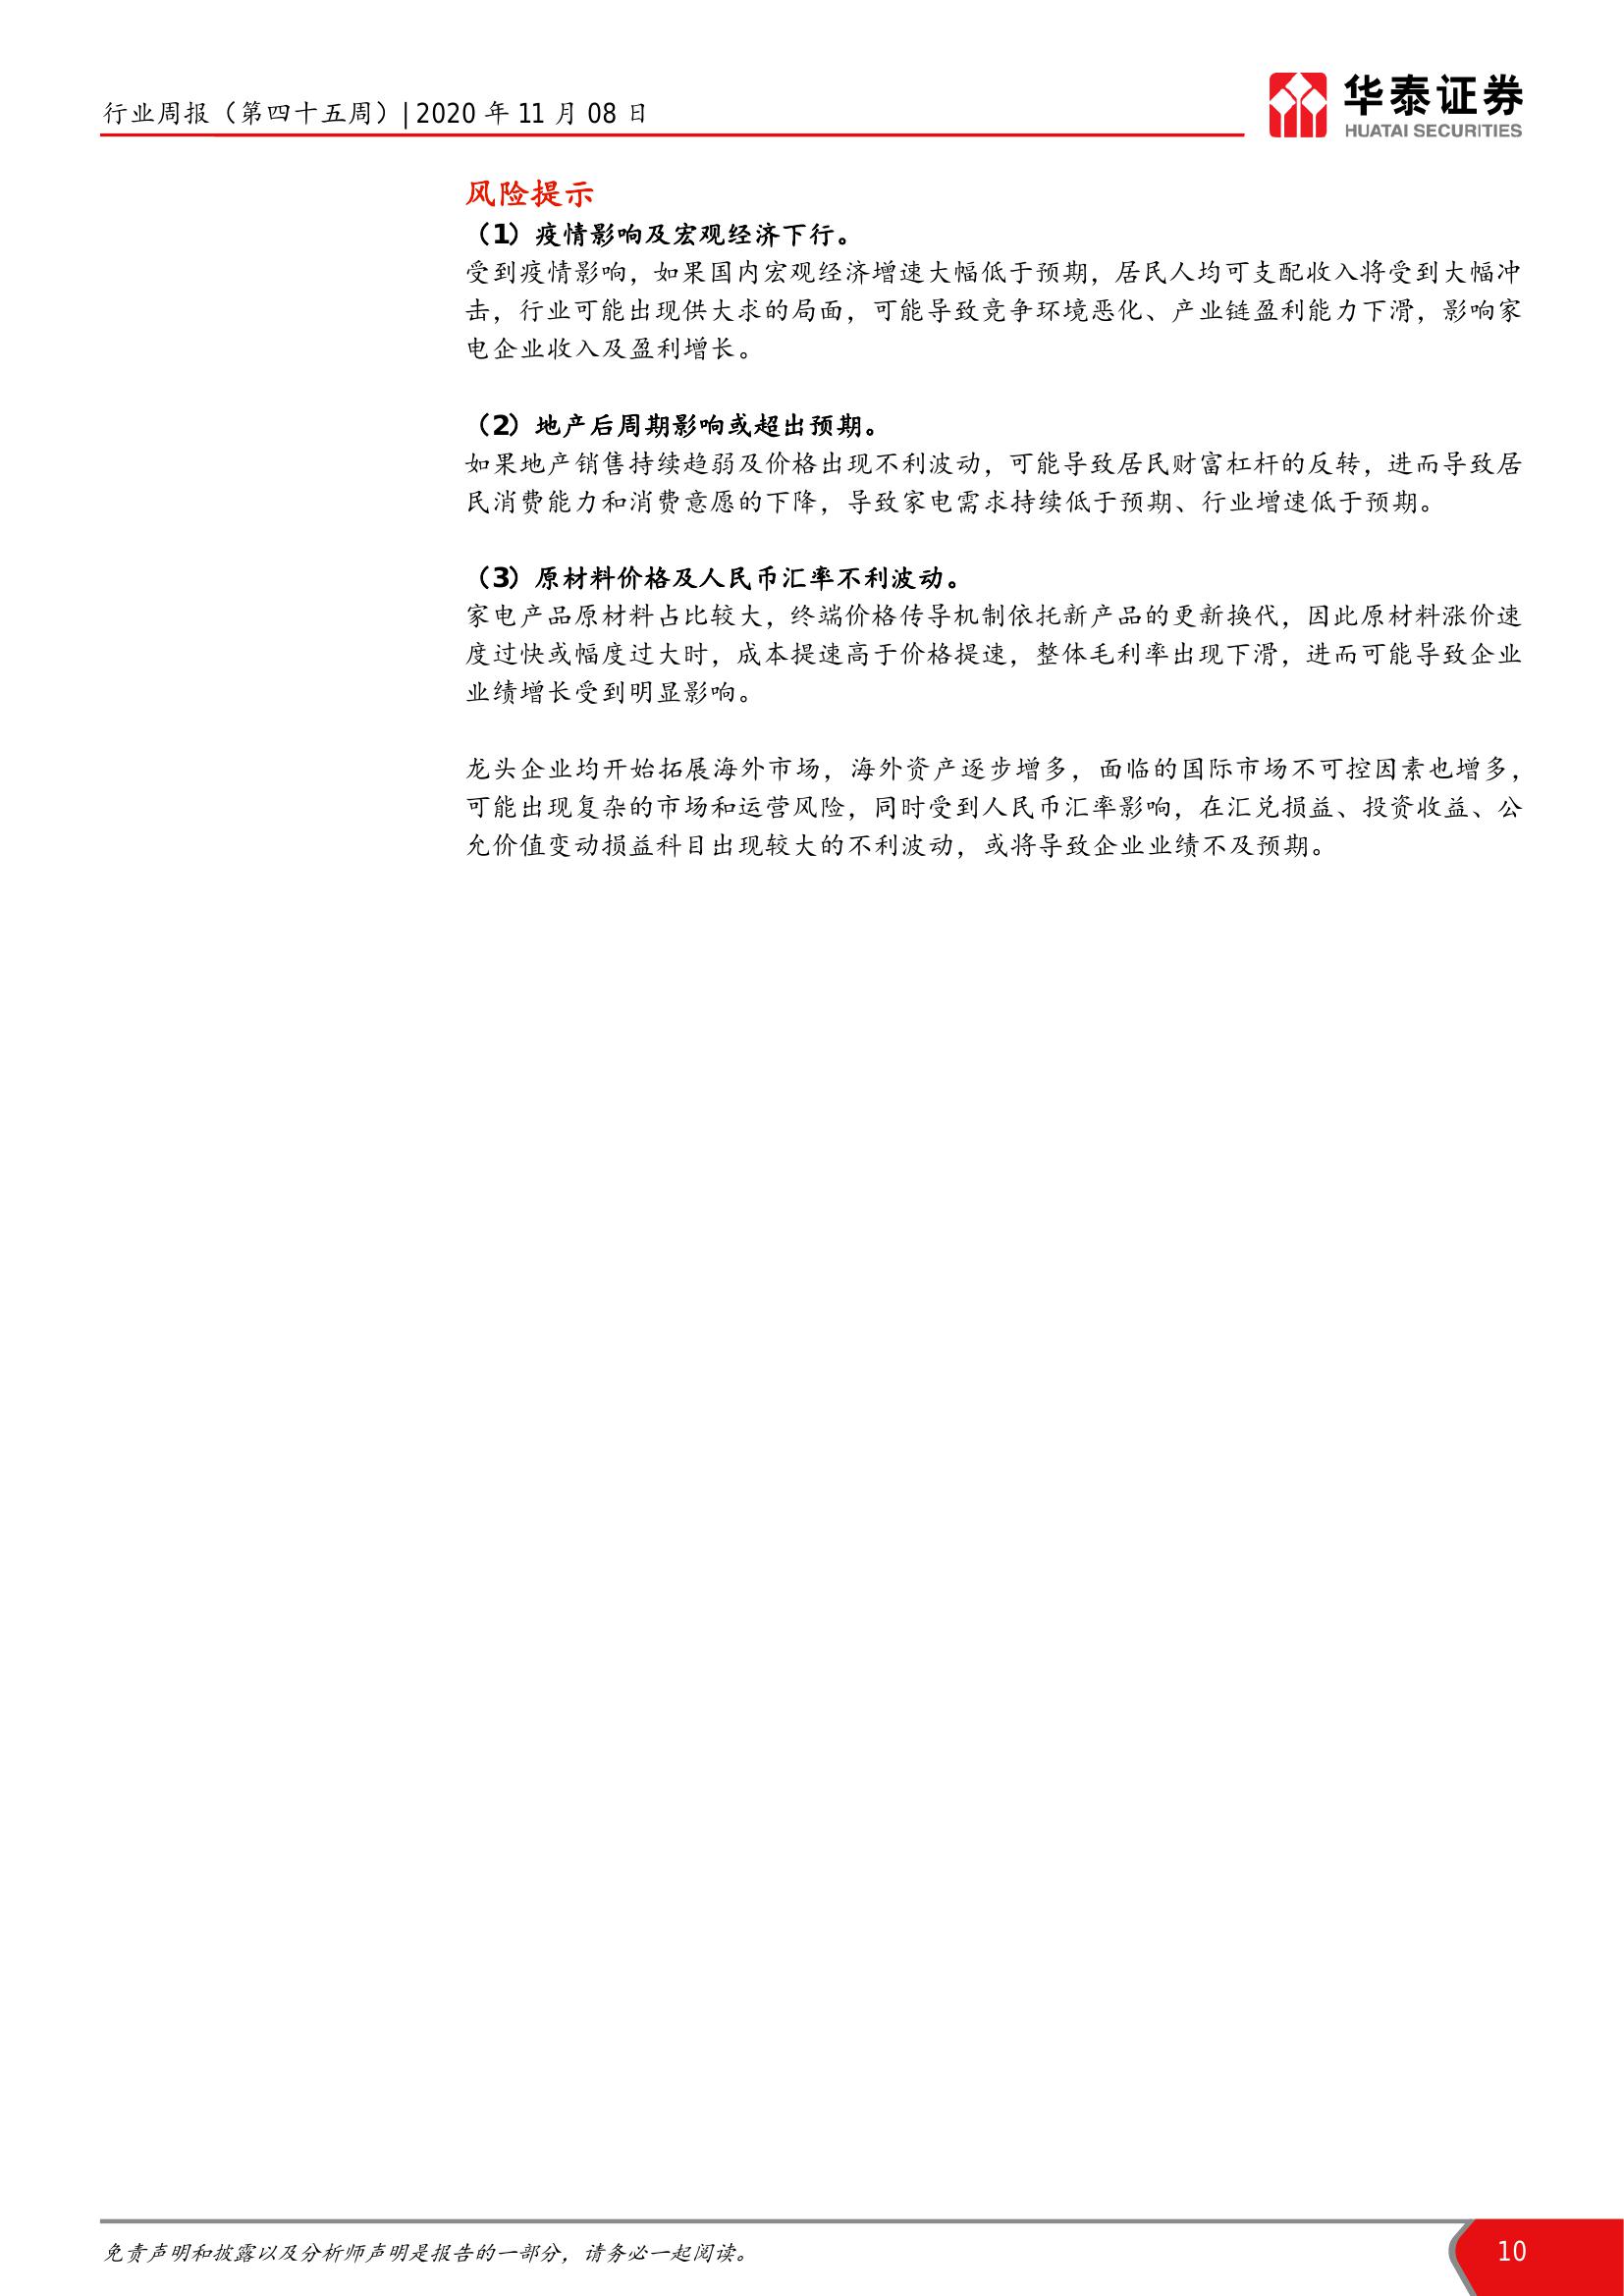 行业周报（第四十五周）| 2020 年 11 月 08 日
华泰证券
HUATAI SECURITIES
风险提示
（1）疫情影响及宏观经济下行。
受到疫情影响，如果国内宏观经济增速大幅低于预期，居民人均可支配收入将受到大幅冲
击，行业可能出现供大求的局面，可能导致竞争环境恶化、产业链盈利能力下滑，影响家
电企业收入及盈利增长。
（2）地产后周期影响或超出预期。
如果地产销售持续趋弱及价格出现不利波动，可能导致居民财富杠杆的反转，进而导致居
民消费能力和消费意愿的下降，导致家电需求持续低于预期、行业增速低于预期。
（3）原材料价格及人民币汇率不利波动。
家电产品原材料占比较大，终端价格传导机制依托新产品的更新换代，因此原材料涨价速
度过快或幅度过大时，成本提速高于价格提速，整体毛利率出现下滑，进而可能导致企业
业绩增长受到明显影响。
龙头企业均开始拓展海外市场，海外资产逐步增多，面临的国际市场不可控因素也增多，
可能出现复杂的市场和运营风险，同时受到人民币汇率影响，在汇兑损益、投资收益、公
允价值变动损益科目出现较大的不利波动，或将导致企业业绩不及预期。
免责声明和披露以及分析师声明是报告的一部分，请务必一起阅读。
10